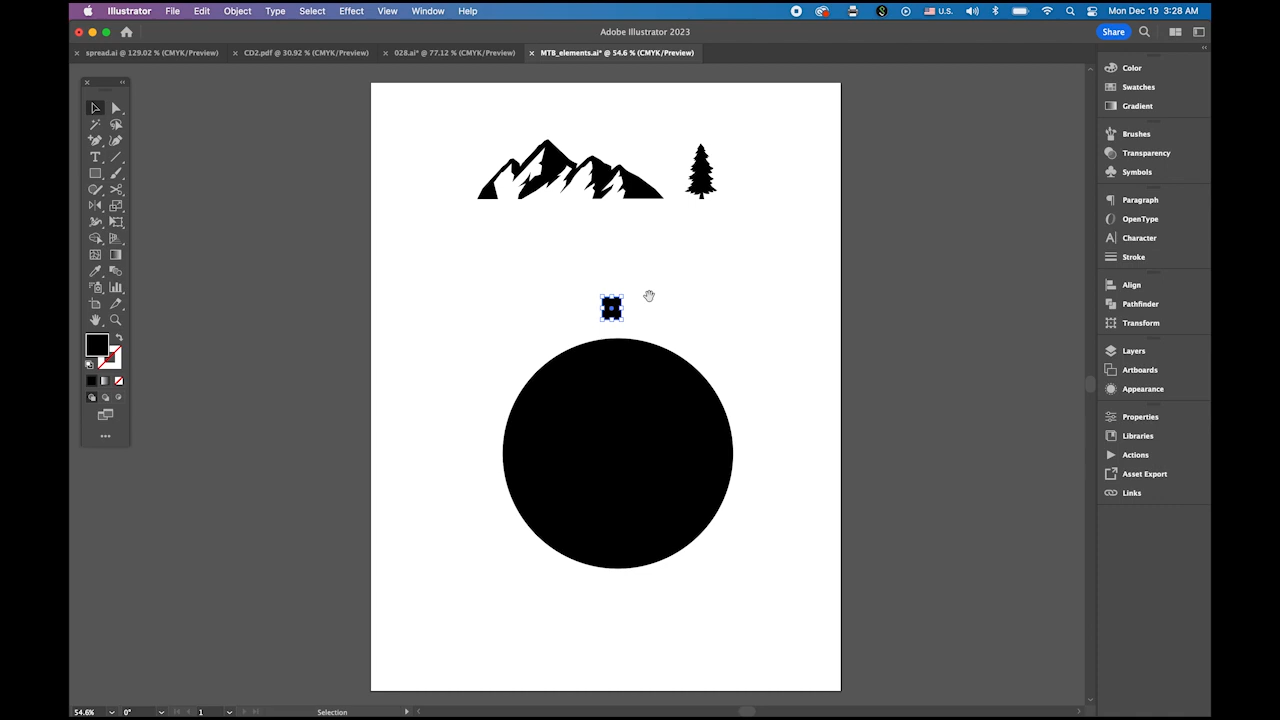 Illustrator File Edit Object Type Select Effect View Window Help U.S. Mon Dec 19 3:28 AM
Adobe Illustrator 2023 Share
spread.ai @ 129.02 % (CMYK/Preview) CD2.pdf @ 30.92 % (CMYK/Preview) 028.ai* @ 77.12 % (CMYK/Preview) MTB_elements.ai* @ 54.6 % (CMYK/Preview)
Color
Swatches
Gradient
Brushes
Transparency
Symbols
Paragraph
OpenType
Character
Stroke
Align
Pathfinder
Transform
Layers
Artboards
Appearance
Properties
Libraries
Actions
Asset Export
Links
54.6% 0° 1 Selection